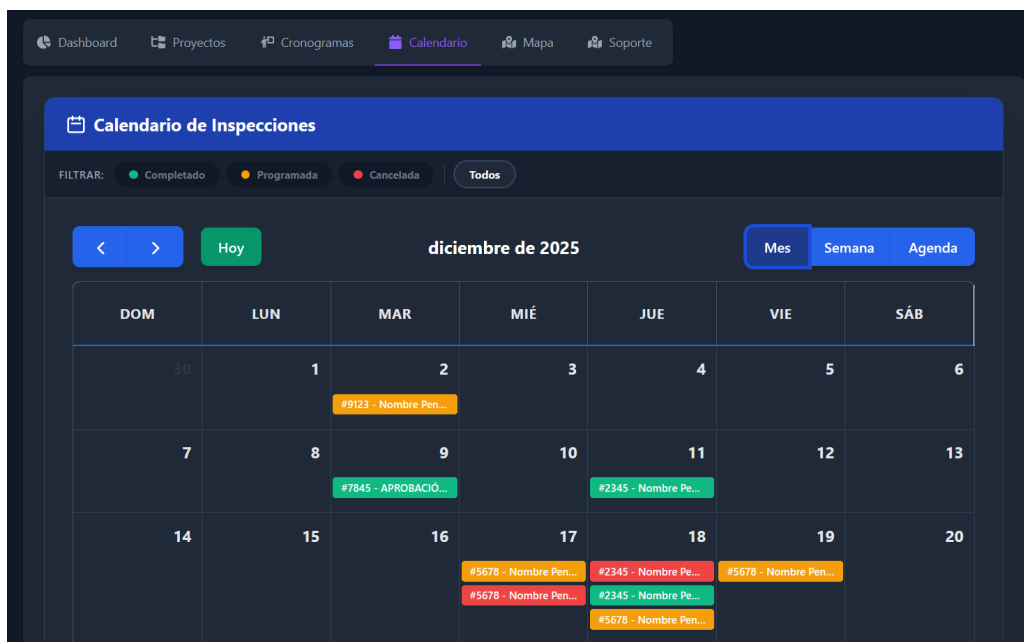 Dashboard Proyectos Cronogramas Calendario Mapa Soporte
Calendario de Inspecciones
FILTRAR: Completado Programada Cancelada Todos
Hoy diciembre de 2025 Mes Semana Agenda
DOM LUN MAR MIÉ JUE VIE SÁB
30 1 2 3 4 5 6
#9123 - Nombre Pen...
7 8 9 10 11 12 13
#7845 - APROBACIÓ... #2345 - Nombre Pe...
14 15 16 17 18 19 20
#5678 - Nombre Pen... #2345 - Nombre Pe... #5678 - Nombre Pen...
#5678 - Nombre Pen... #2345 - Nombre Pe...
#5678 - Nombre Pen...